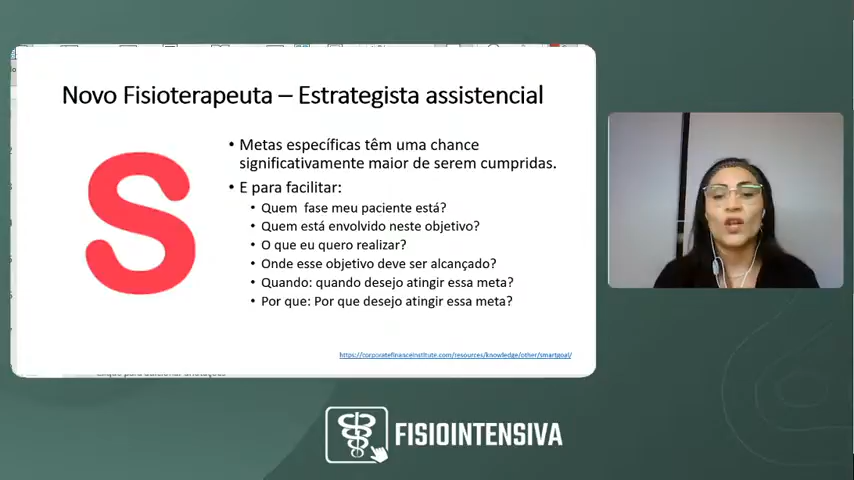 Novo Fisioterapeuta – Estrategista assistencial
S
• Metas específicas têm uma chance
significativamente maior de serem cumpridas.
• E para facilitar:
• Quem fase meu paciente está?
• Quem está envolvido neste objetivo?
• O que eu quero realizar?
• Onde esse objetivo deve ser alcançado?
• Quando: quando desejo atingir essa meta?
• Por que: Por que desejo atingir essa meta?
https://corporatefinanceinstitute.com/resources/knowledge/other/smartgoal/
FISIOINTENSIVA